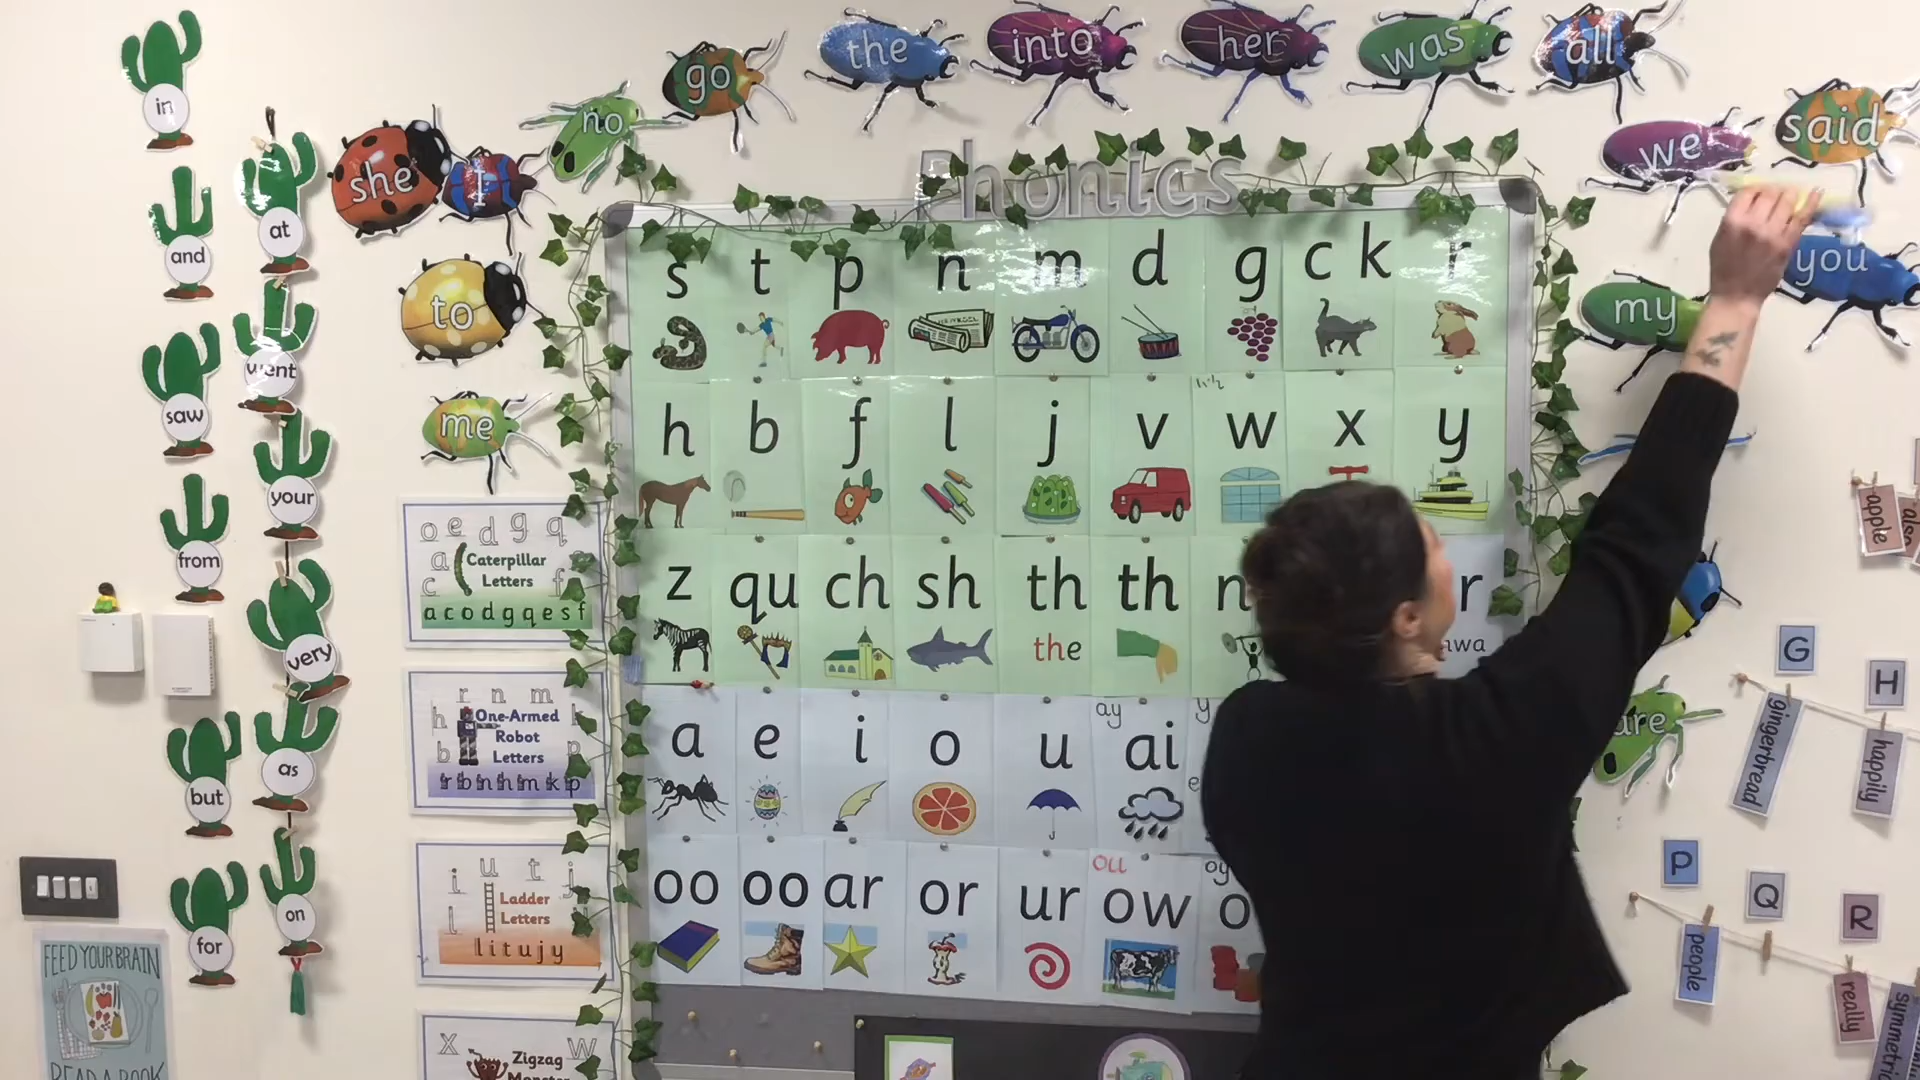 in
and
saw
from
but
for
at
went
your
very
as
on
she
I
to
me
no
go
the
into
her
was
all
we
said
my
you
are
Phonics
s t p n m d g c k r
h b f l j v w x y
z qu ch sh th th
the
a e i o u ay ai
oo oo ar or ur ou ow
o e d g q
a Caterpillar
c Letters f
a c o d g q e s f
r n m
h One-Armed
Robot
b Letters p
r b n h m k p
i u t j
l Ladder
Letters
l i t u j y
x w
Zigzag
FEED YOUR BRAIN
READ A BOOK
apple
also
G
H
gingerbread
happily
P
Q
R
people
really